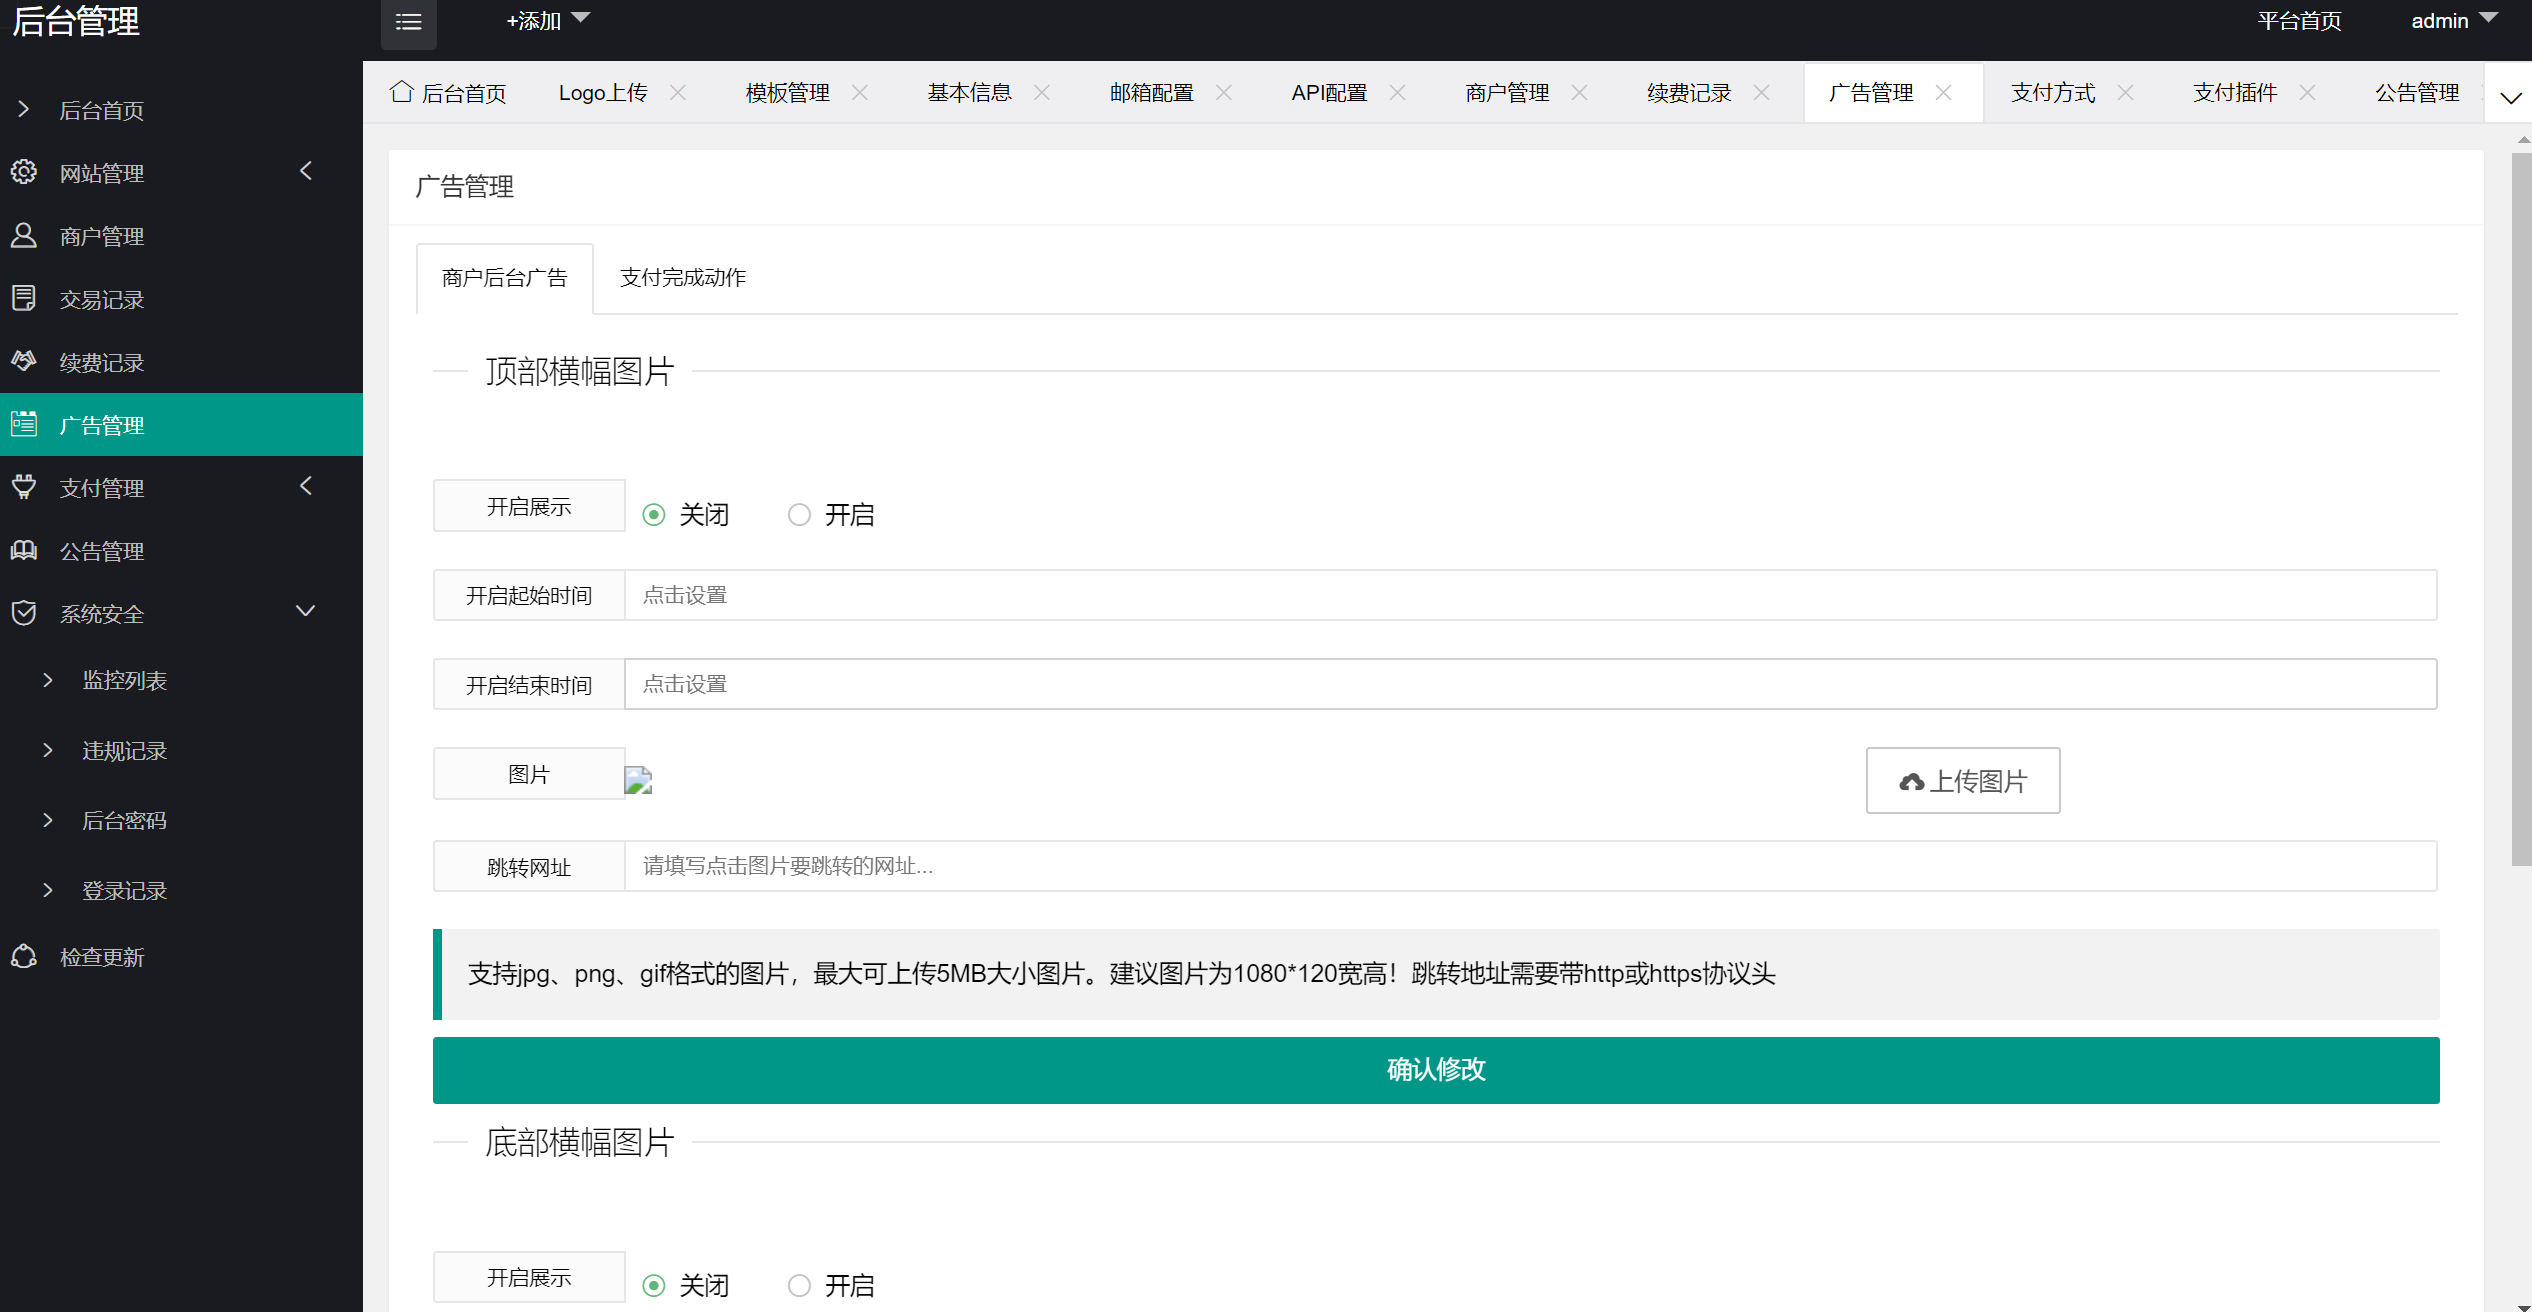 后台管理
+添加
平台首页
admin
后台首页
网站管理
商户管理
交易记录
续费记录
广告管理
支付管理
公告管理
系统安全
监控列表
违规记录
后台密码
登录记录
检查更新
后台首页 Logo上传 模板管理 基本信息 邮箱配置 API配置 商户管理 续费记录 广告管理 支付方式 支付插件 公告管理
广告管理
商户后台广告 支付完成动作
顶部横幅图片
开启展示 关闭 开启
开启起始时间 点击设置
开启结束时间 点击设置
图片 上传图片
跳转网址 请填写点击图片要跳转的网址...
支持jpg、png、gif格式的图片，最大可上传5MB大小图片。建议图片为1080*120宽高！跳转地址需要带http或https协议头
确认修改
底部横幅图片
开启展示 关闭 开启